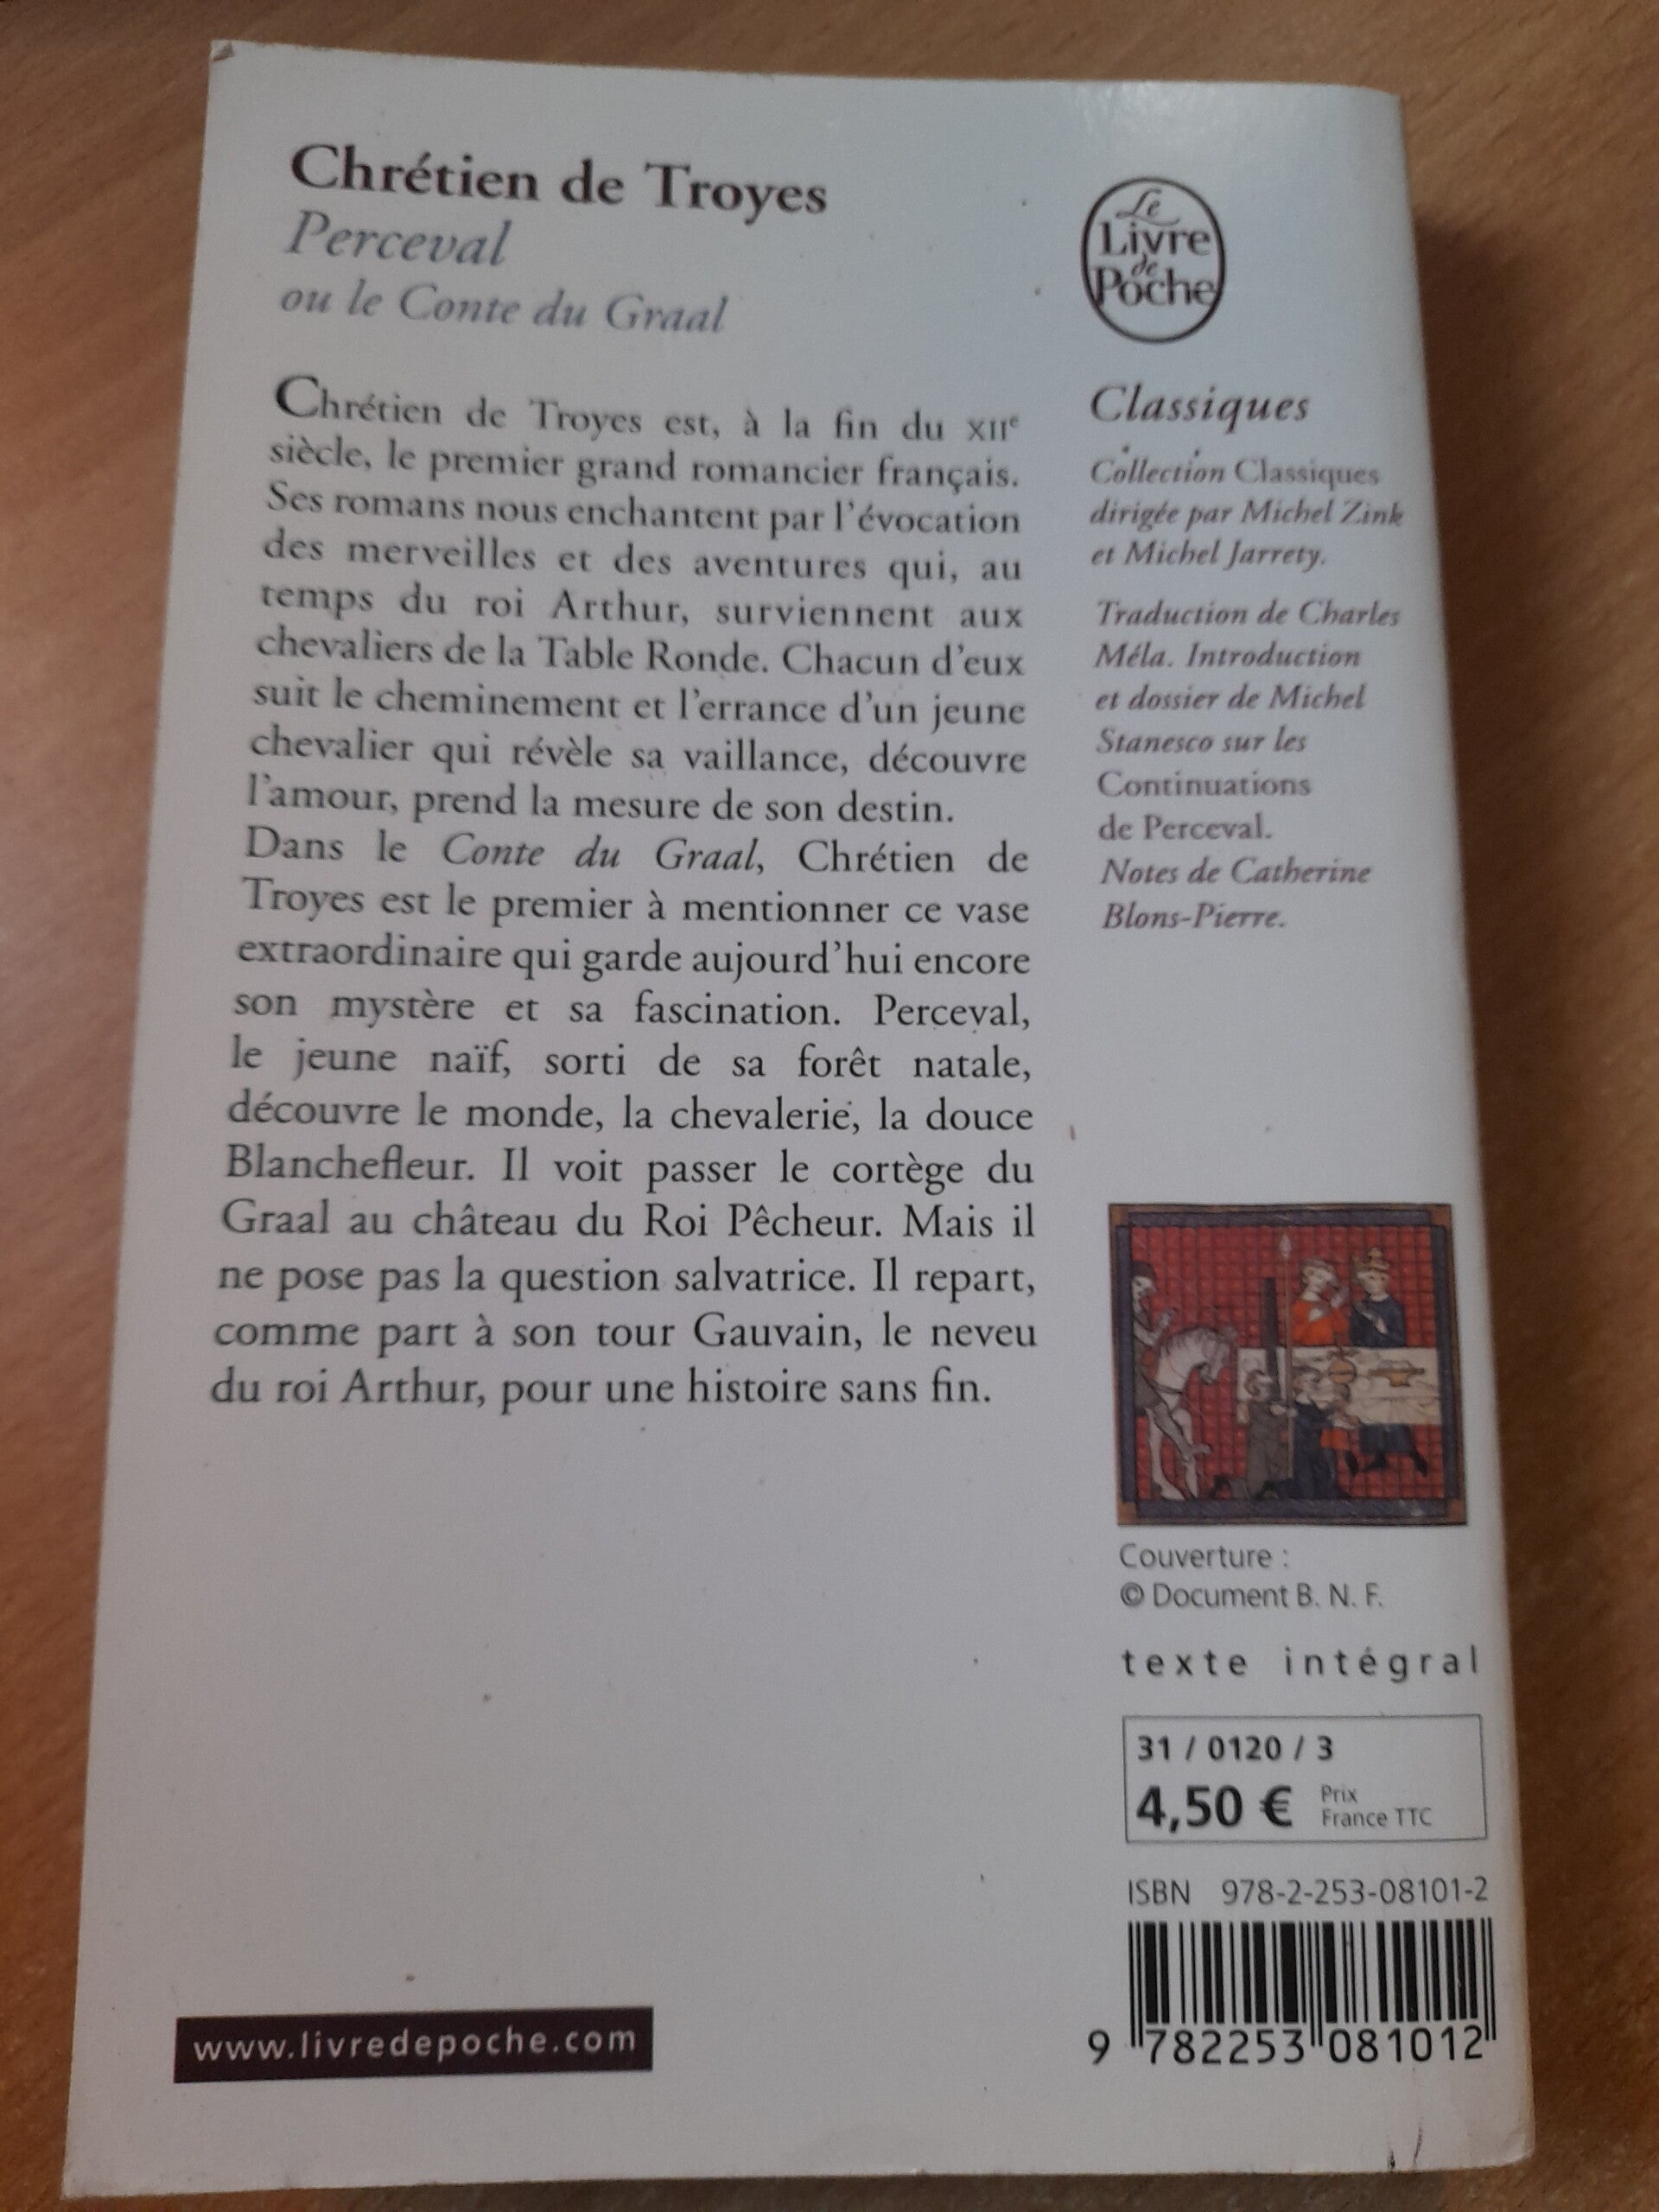 Chrétien de Troyes
Perceval
ou le Conte du Graal
Chrétien de Troyes est, à la fin du XIIe
siècle, le premier grand romancier français.
Ses romans nous enchantent par l'évocation
des merveilles et des aventures qui, au
temps du roi Arthur, surviennent aux
chevaliers de la Table Ronde. Chacun d'eux
suit le cheminement et l'errance d'un jeune
chevalier qui révèle sa vaillance, découvre
l'amour, prend la mesure de son destin.
Dans le Conte du Graal, Chrétien de
Troyes est le premier à mentionner ce vase
extraordinaire qui garde aujourd'hui encore
son mystère et sa fascination. Perceval,
le jeune naïf, sorti de sa forêt natale,
découvre le monde, la chevalerie, la douce
Blanchefleur. Il voit passer le cortège du
Graal au château du Roi Pêcheur. Mais il
ne pose pas la question salvatrice. Il repart,
comme part à son tour Gauvain, le neveu
du roi Arthur, pour une histoire sans fin.
www.livredepoche.com
Le
Livre
de
Poche
Classiques
Collection Classiques
dirigée par Michel Zink
et Michel Jarrety.
Traduction de Charles
Méla. Introduction
et dossier de Michel
Stanesco sur les
Continuations
de Perceval.
Notes de Catherine
Blons-Pierre.
Couverture :
© Document B. N. F.
texte intégral
31 / 0120 / 3
4,50 € Prix
France TTC
ISBN 978-2-253-08101-2
9 782253 081012